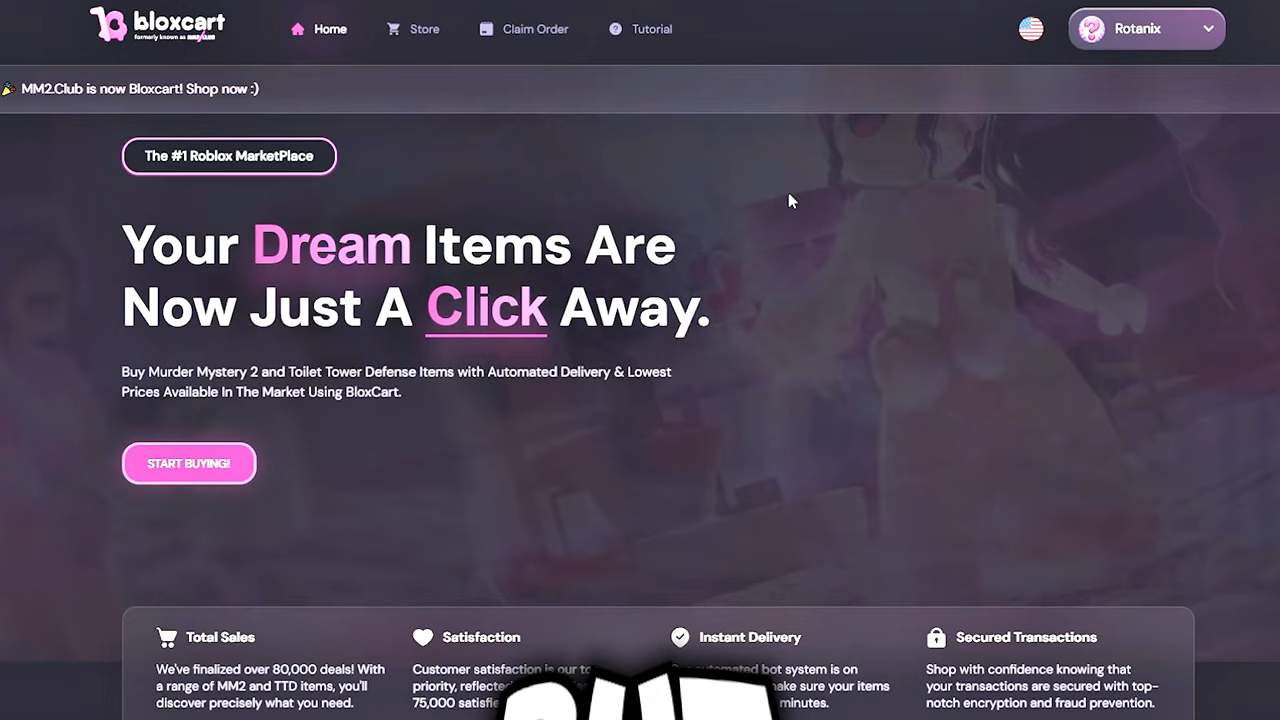 bloxcart
formerly known as MM2.CLUB
Home
Store
Claim Order
Tutorial
Rotanix
MM2.Club is now Bloxcart! Shop now :)
The #1 Roblox MarketPlace
Your Dream Items Are
Now Just A Click Away.
Buy Murder Mystery 2 and Toilet Tower Defense Items with Automated Delivery & Lowest
Prices Available In The Market Using BloxCart.
START BUYING!
Total Sales
We've finalized over 80,000 deals! With
a range of MM2 and TTD items, you'll
discover precisely what you need.
Satisfaction
Customer satisfaction is our to
priority, reflecte
75,000 satisfie
Instant Delivery
automated bot system is on
ake sure your items
minutes.
Secured Transactions
Shop with confidence knowing that
your transactions are secured with top-
notch encryption and fraud prevention.